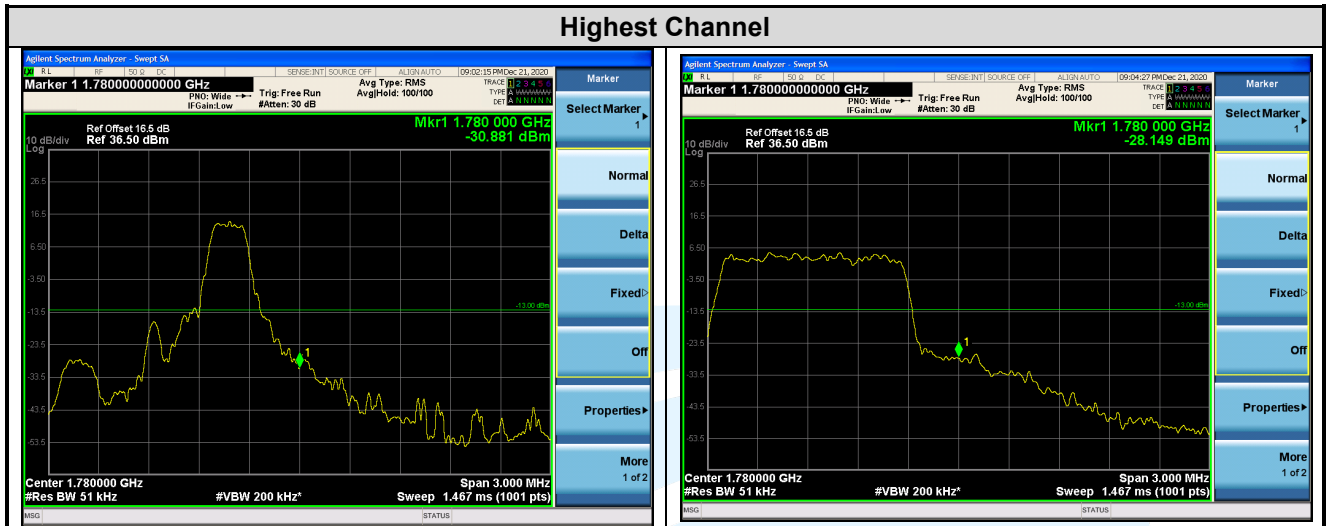 Highest Channel
Agilent Spectrum Analyzer - Swept SA
RL RF 50 Ω DC SENSE:INT SOURCE OFF ALIGN AUTO 09:02:15 PM Dec 21, 2020
Marker 1 1.780000000000 GHz
PNO: Wide
IFGain:Low
Trig: Free Run
#Atten: 30 dB
Avg Type: RMS
Avg|Hold: 100/100
TRACE 1 2 3 4 5
TYPE A
DET A N N N N N
Ref Offset 16.5 dB
10 dB/div Ref 36.50 dBm
Log
Mkr1 1.780 000 GHz
-30.881 dBm
26.5
16.5
6.50
-3.50
-13.5
-23.5
-33.5
-43.5
-53.5
-13.00 dBm
1
Center 1.780000 GHz Span 3.000 MHz
#Res BW 51 kHz #VBW 200 kHz* Sweep 1.467 ms (1001 pts)
MSG STATUS
Marker
Select Marker
1
Normal
Delta
Fixed
Off
Properties
More
1 of 2
Agilent Spectrum Analyzer - Swept SA
RL RF 50 Ω DC SENSE:INT SOURCE OFF ALIGN AUTO 09:04:27 PM Dec 21, 2020
Marker 1 1.780000000000 GHz
PNO: Wide
IFGain:Low
Trig: Free Run
#Atten: 30 dB
Avg Type: RMS
Avg|Hold: 100/100
TRACE 1 2 3 4 5 6
TYPE A
DET A N N N N N
Ref Offset 16.5 dB
10 dB/div Ref 36.50 dBm
Log
Mkr1 1.780 000 GHz
-28.149 dBm
26.5
16.5
6.50
-3.50
-13.5
-23.5
-33.5
-43.5
-53.5
-13.00 dBm
1
Center 1.780000 GHz Span 3.000 MHz
#Res BW 51 kHz #VBW 200 kHz* Sweep 1.467 ms (1001 pts)
MSG STATUS
Marker
Select Marker
1
Normal
Delta
Fixed
Off
Properties
More
1 of 2